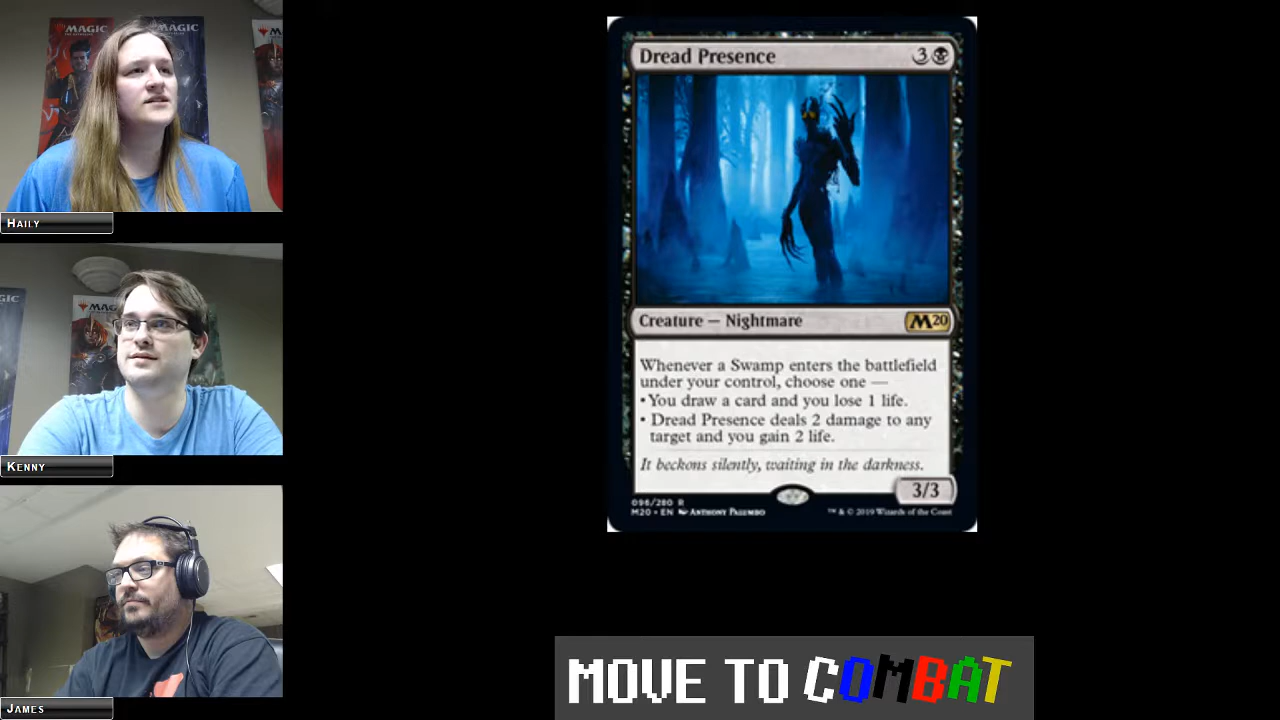 MAGIC
HAILY
MAGIC
KENNY
JAMES
Dread Presence 3
Creature — Nightmare M20
Whenever a Swamp enters the battlefield
under your control, choose one —
• You draw a card and you lose 1 life.
• Dread Presence deals 2 damage to any
target and you gain 2 life.
It beckons silently, waiting in the darkness.
3/3
096/280 R
M20 • EN Anthony Palumbo
™ & © 2019 Wizards of the Coast
MOVE TO COMBAT